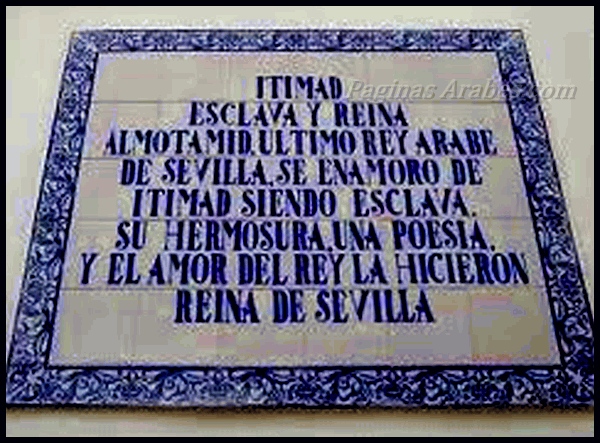 ITIMAD
Paginas Arabes.com
ESCLAVA Y REINA
ALMOTAMID, ULTIMO REY ARABE
DE SEVILLA, SE ENAMORO DE
ITIMAD SIENDO ESCLAVA.
SU HERMOSURA, UNA POESIA,
Y EL AMOR DEL REY LA HICIERON
REINA DE SEVILLA